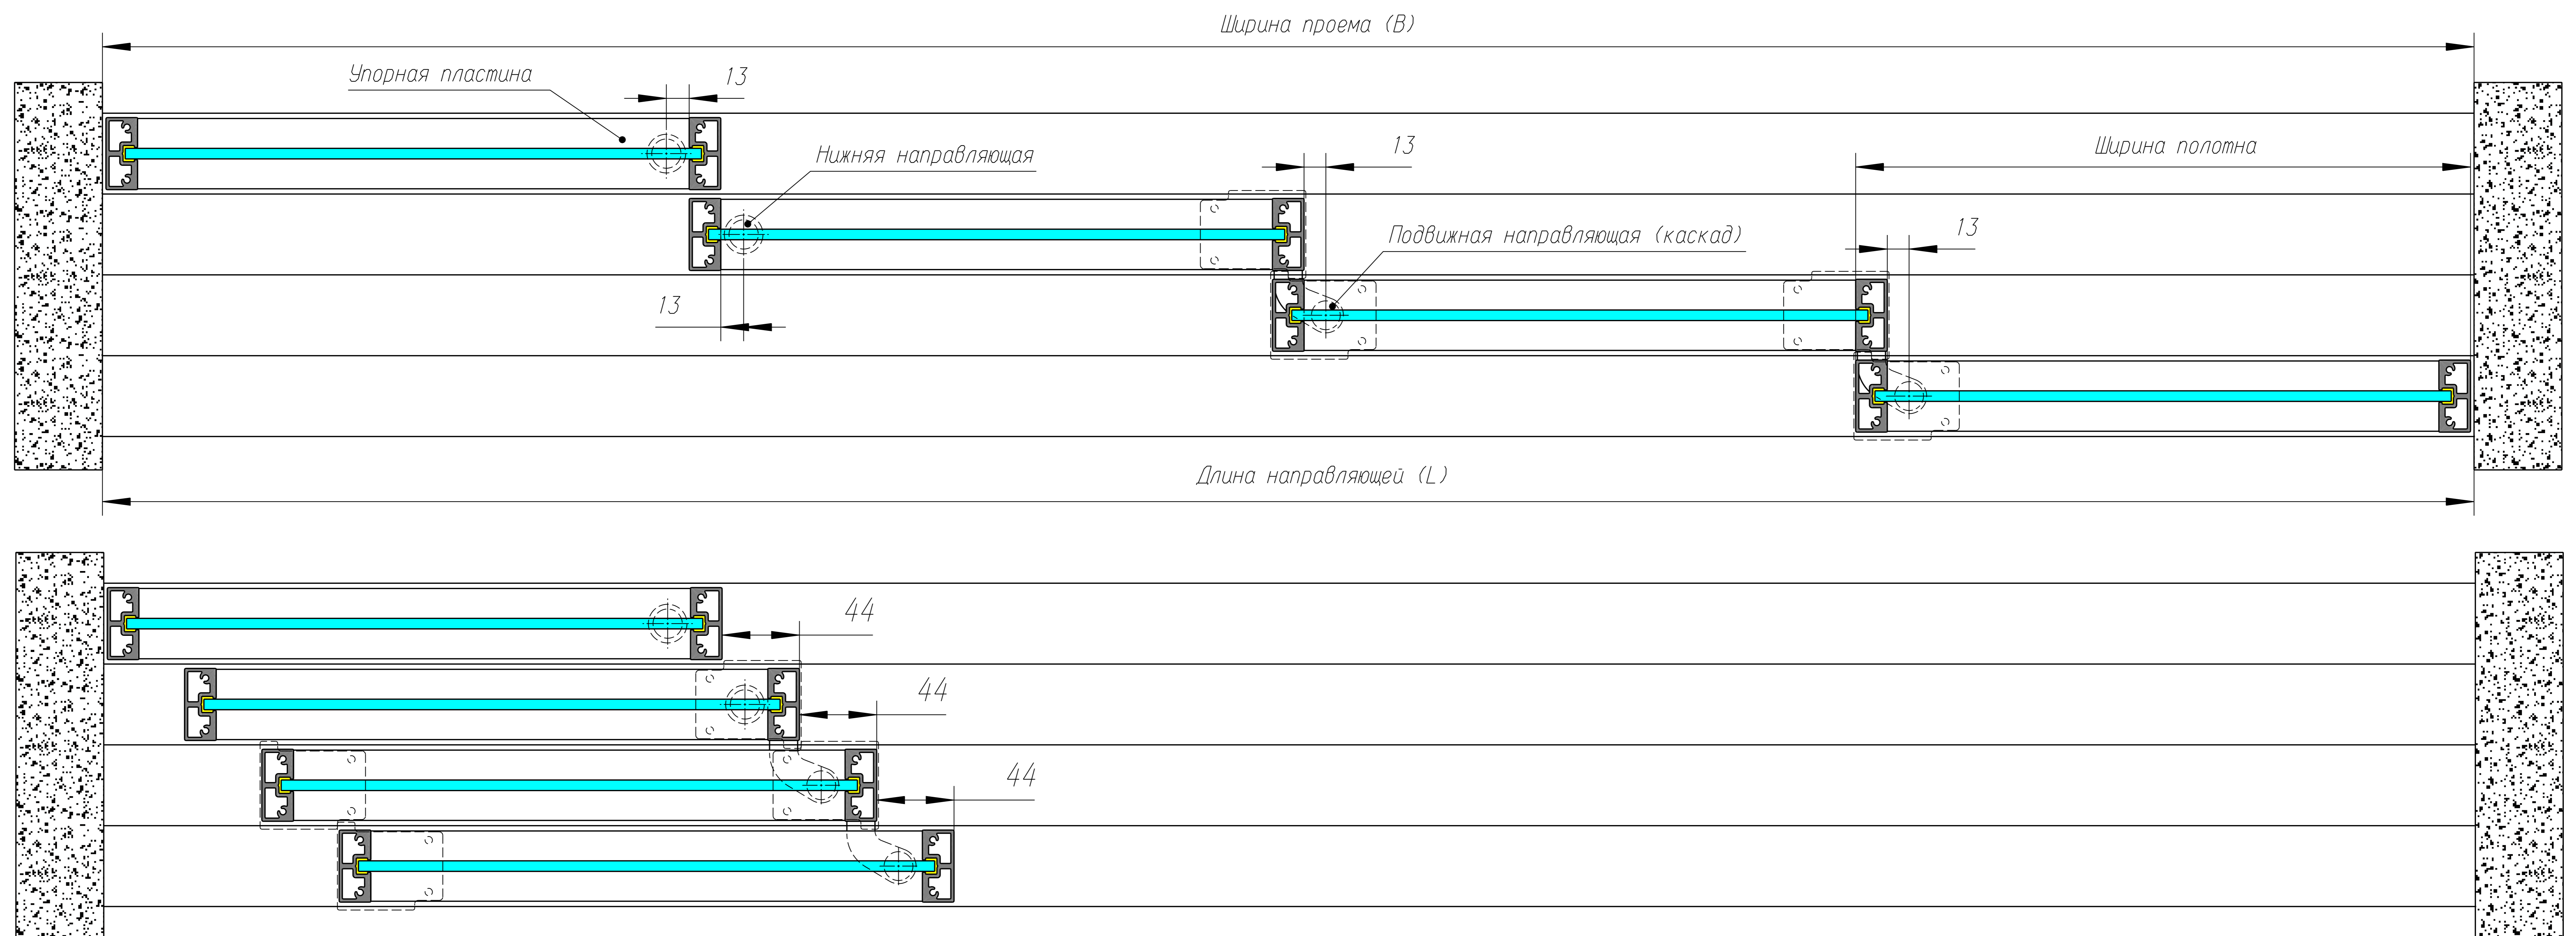 Ширина проема (B)
Упорная пластина
13
Нижняя направляющая
13
Ширина полотна
13
Подвижная направляющая (каскад)
13
Длина направляющей (L)
44
44
44